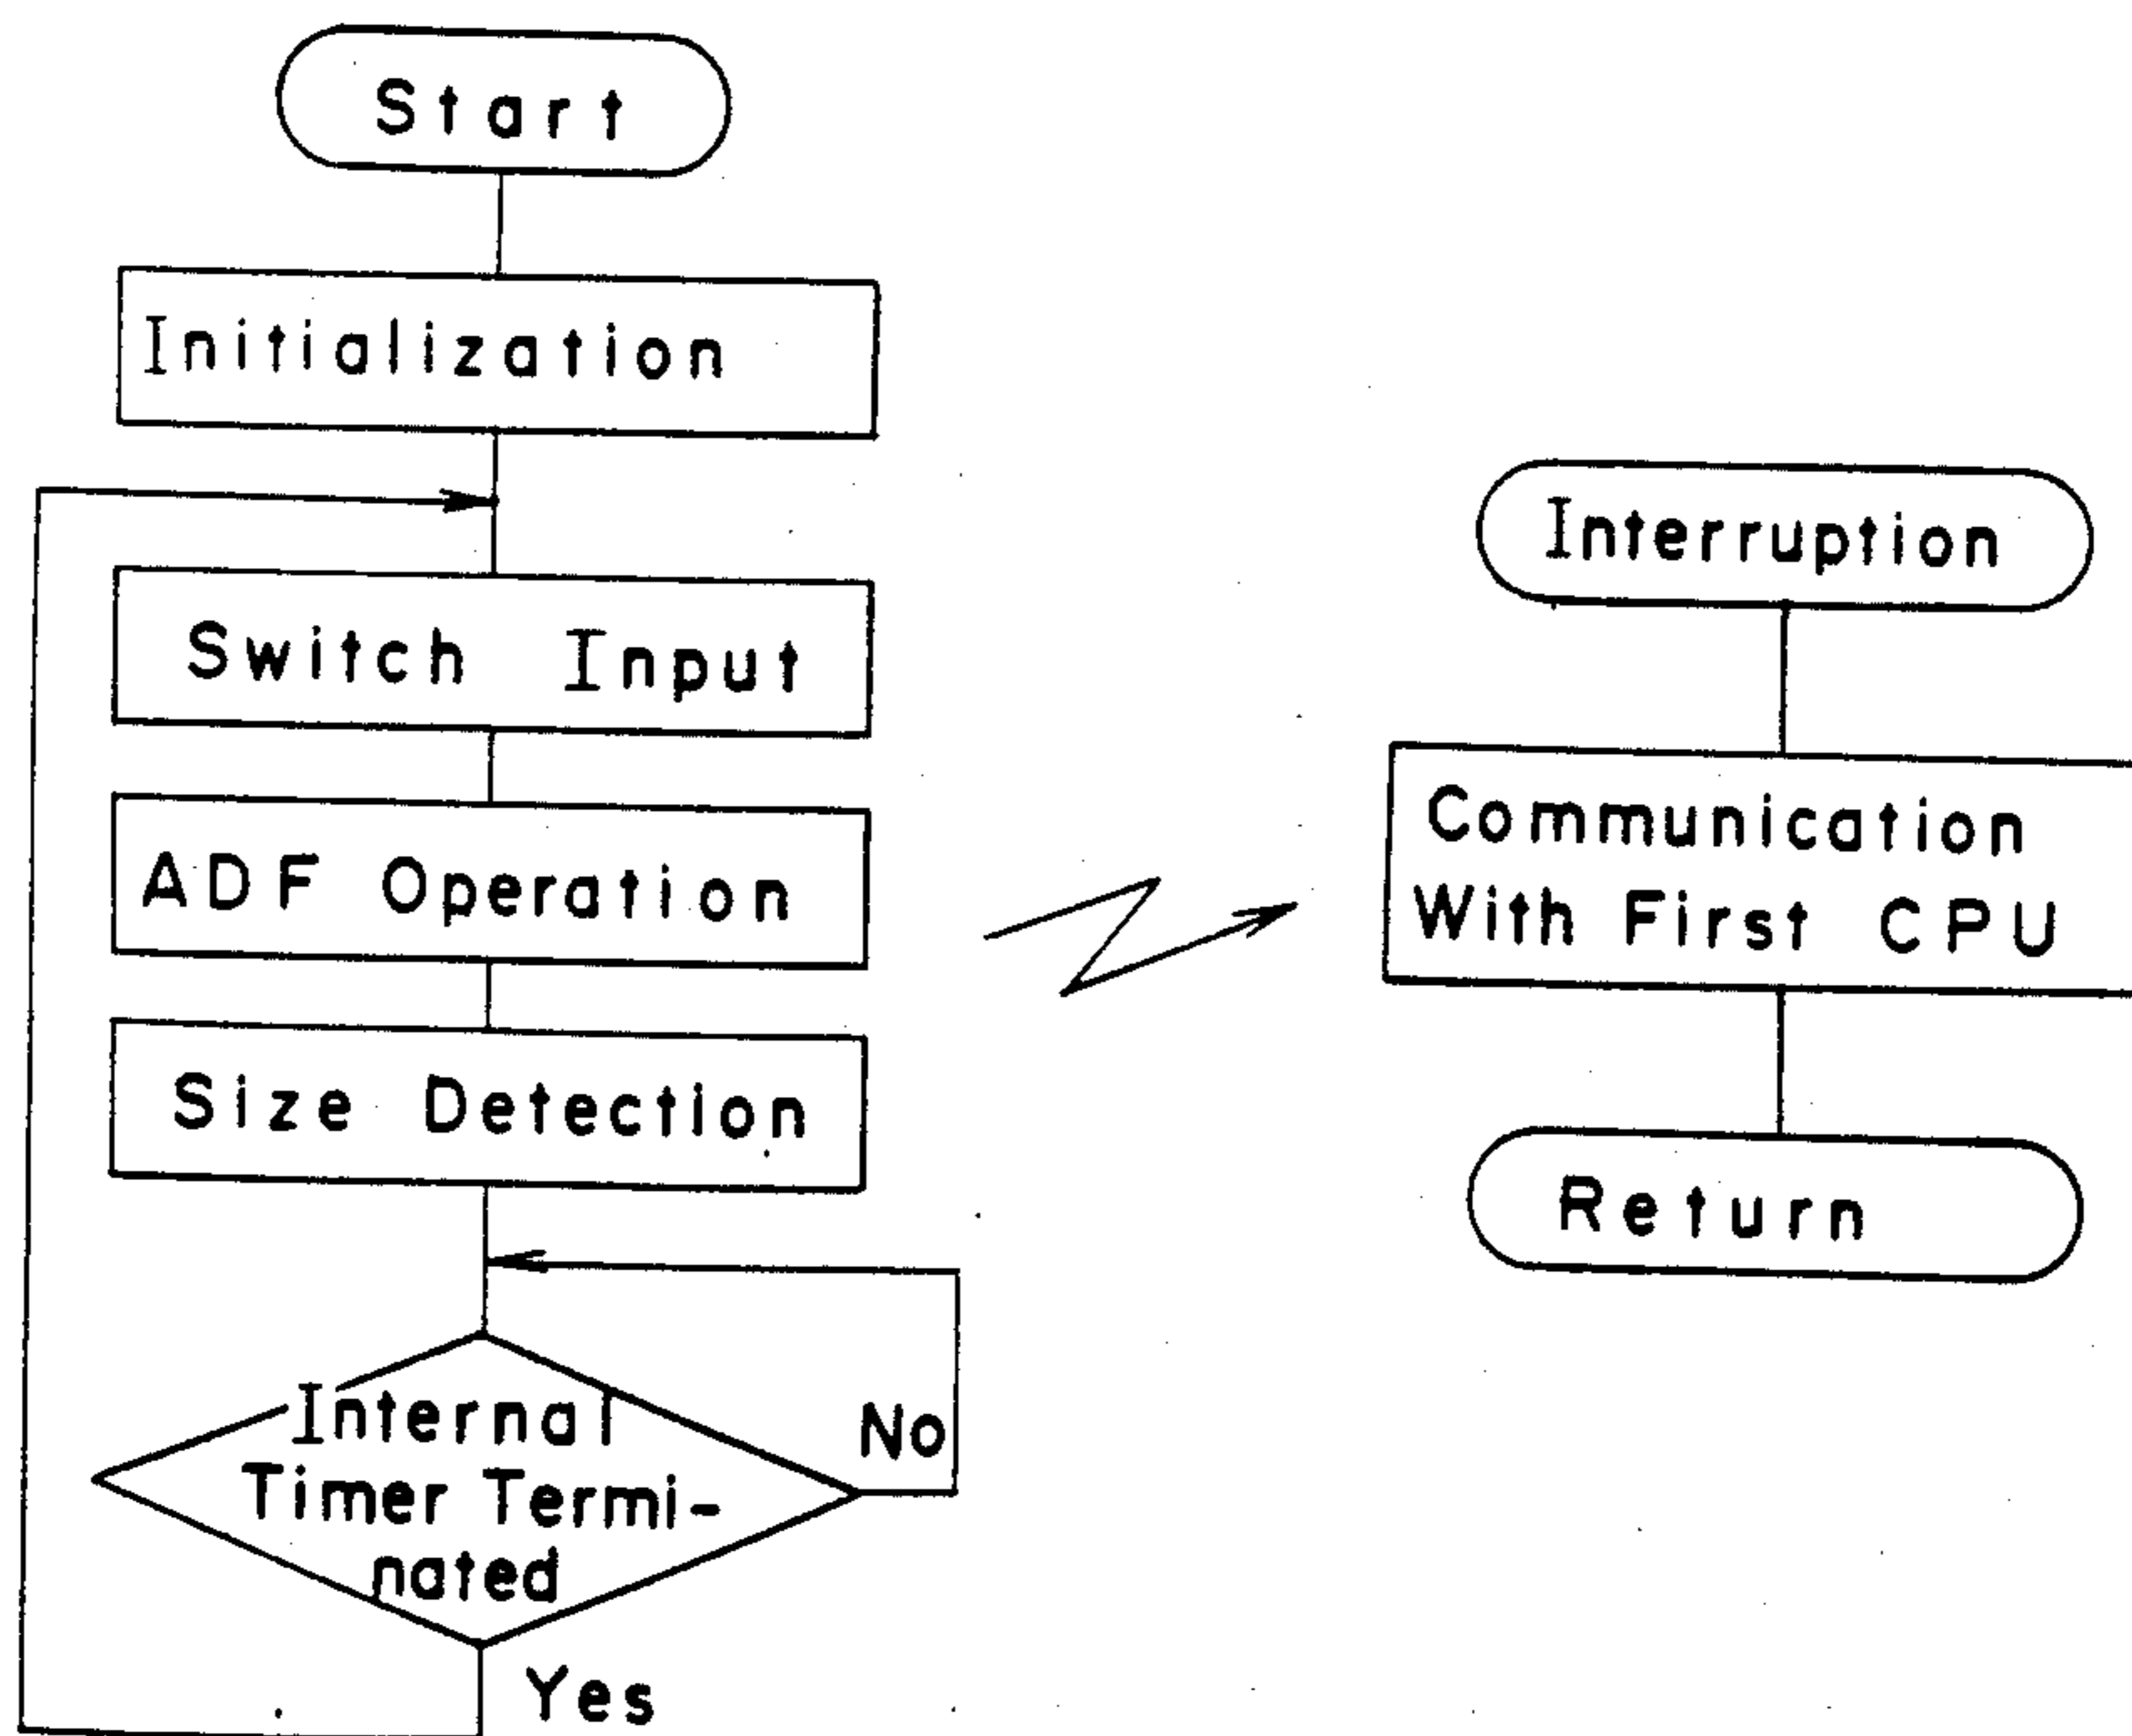 Start
Initialization
Switch Input
ADF Operation
Size Detection
Internal
Timer Termi-
nated
No
Yes
Interruption
Communication
With First CPU
Return